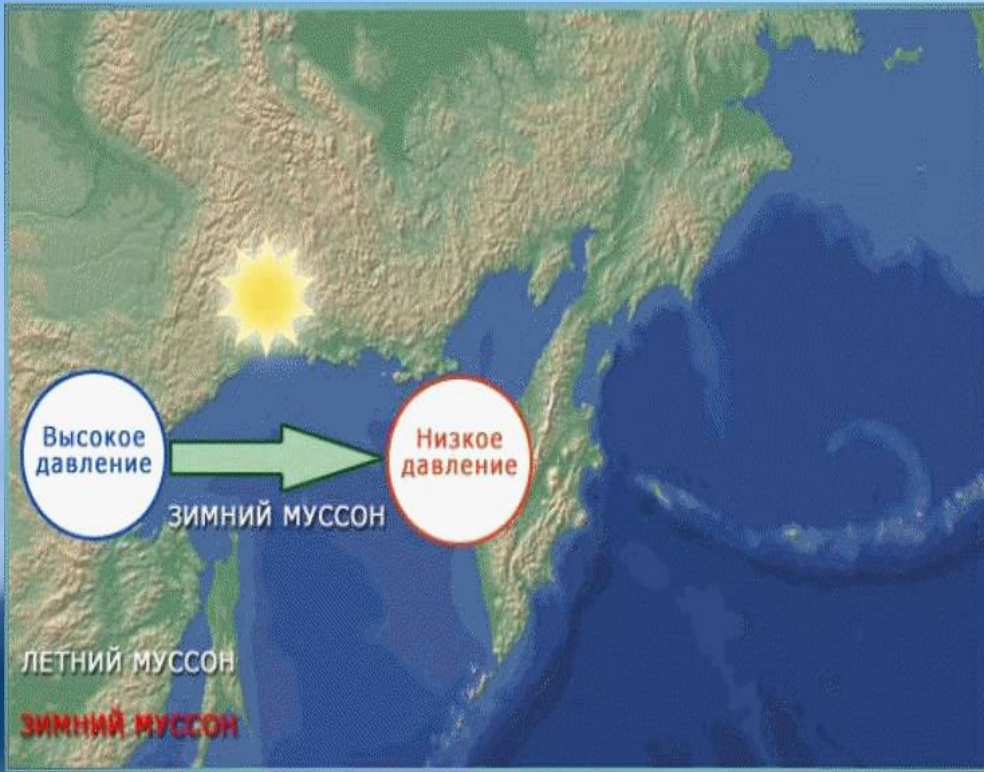 Высокое
давление
Низкое
давление
ЗИМНИЙ МУССОН
ЛЕТНИЙ МУССОН
ЗИМНИЙ МУССОН